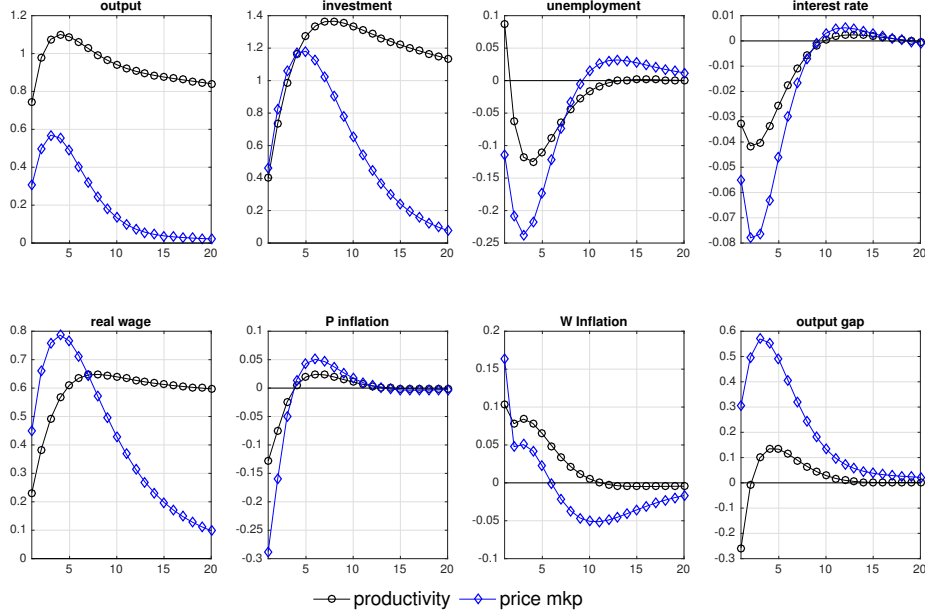 output investment unemployment interest rate
1.2 1.4 0.1 0.01
1 1.2 0.05 0
0.8 1 0 -0.01
0.6 0.8 -0.05 -0.02
0.4 0.6 -0.1 -0.03
0.2 0.4 -0.15 -0.04
0 0.2 -0.2 -0.05
0 -0.25 -0.06
-0.07
-0.08
5 10 15 20 5 10 15 20 5 10 15 20 5 10 15 20
real wage P inflation W Inflation output gap
0.8 0.1 0.2 0.6
0.7 0.05 0.15 0.5
0.6 0 0.1 0.4
0.5 -0.05 0.05 0.3
0.4 -0.1 0 0.2
0.3 -0.15 -0.05 0.1
0.2 -0.2 -0.1 0
0.1 -0.25 -0.1
0 -0.3 -0.2
-0.3
5 10 15 20 5 10 15 20 5 10 15 20 5 10 15 20
productivity price mkp